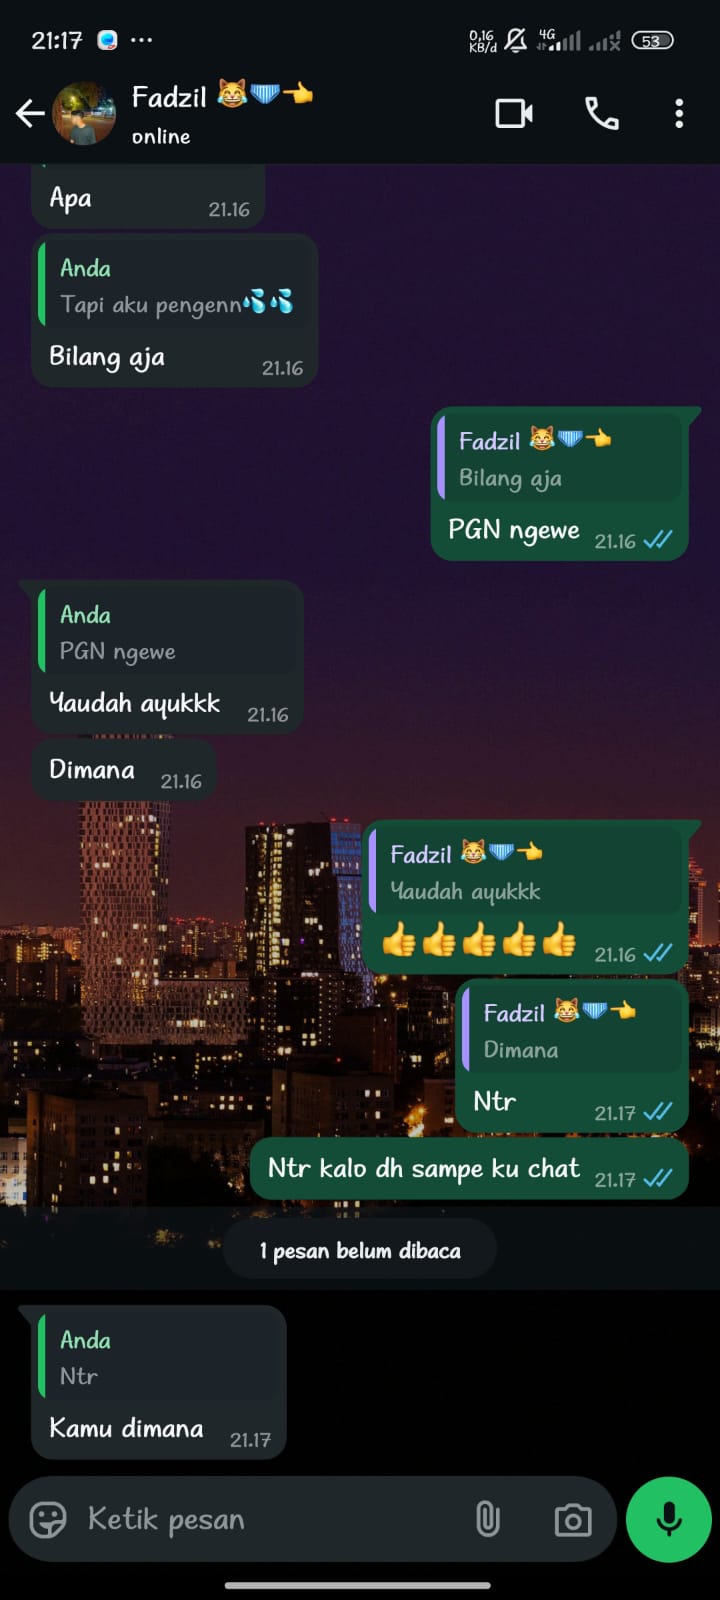 21:17
0,16 KB/d
4G
53
Fadzil 😹🩲👈
online
Apa
21.16
Anda
Tapi aku pengenn💦💦
Bilang aja
21.16
Fadzil 😹🩲👈
Bilang aja
PGN ngewe
21.16
Anda
PGN ngewe
Yaudah ayukkk
21.16
Dimana
21.16
Fadzil 😹🩲👈
Yaudah ayukkk
👍👍👍👍👍
21.16
Fadzil 😹🩲👈
Dimana
Ntr
21.17
Ntr kalo dh sampe ku chat
21.17
1 pesan belum dibaca
Anda
Ntr
Kamu dimana
21.17
Ketik pesan